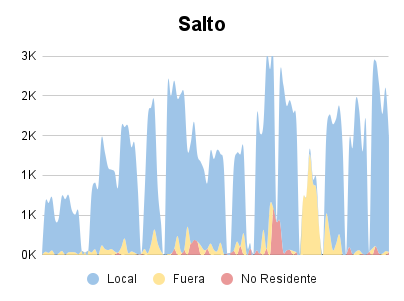 Salto
3K
2K
2K
1K
1K
0K
Local
Fuera
No Residente